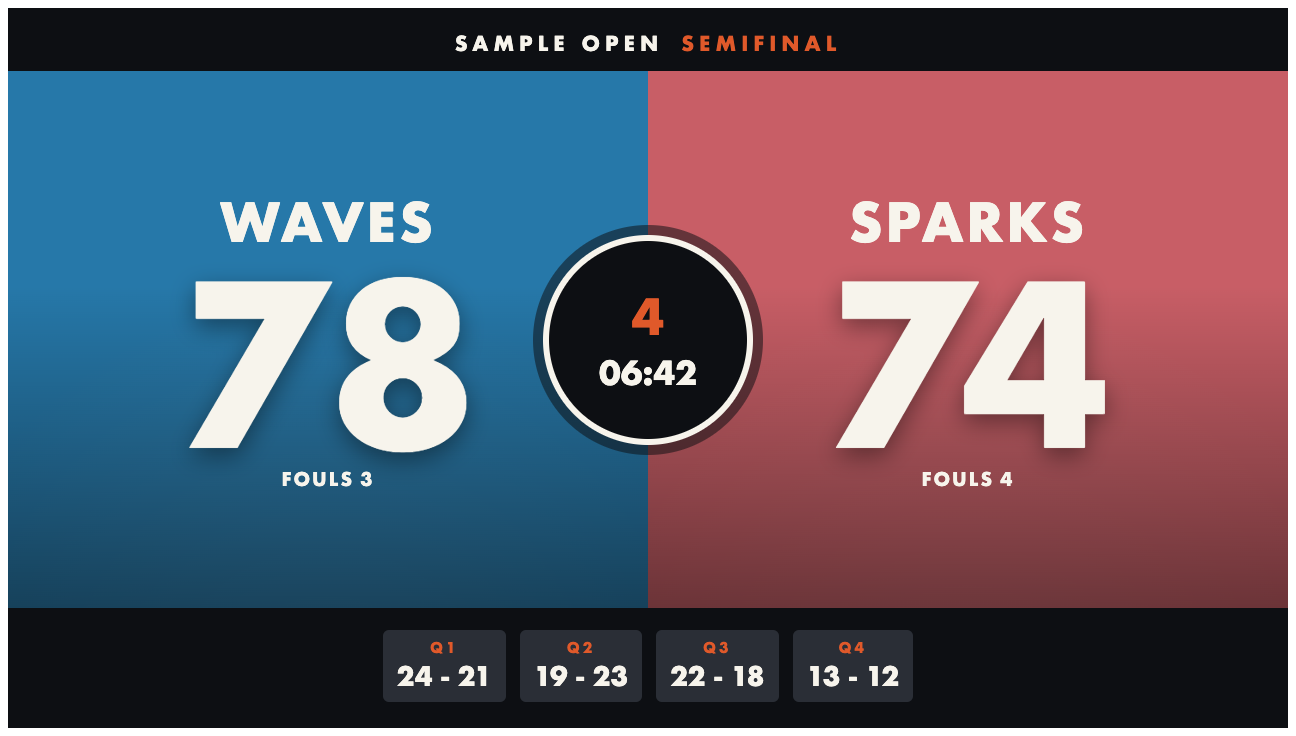 SAMPLE OPEN SEMIFINAL
WAVES
78
FOULS 3
4
06:42
SPARKS
74
FOULS 4
Q1
24 - 21
Q2
19 - 23
Q3
22 - 18
Q4
13 - 12